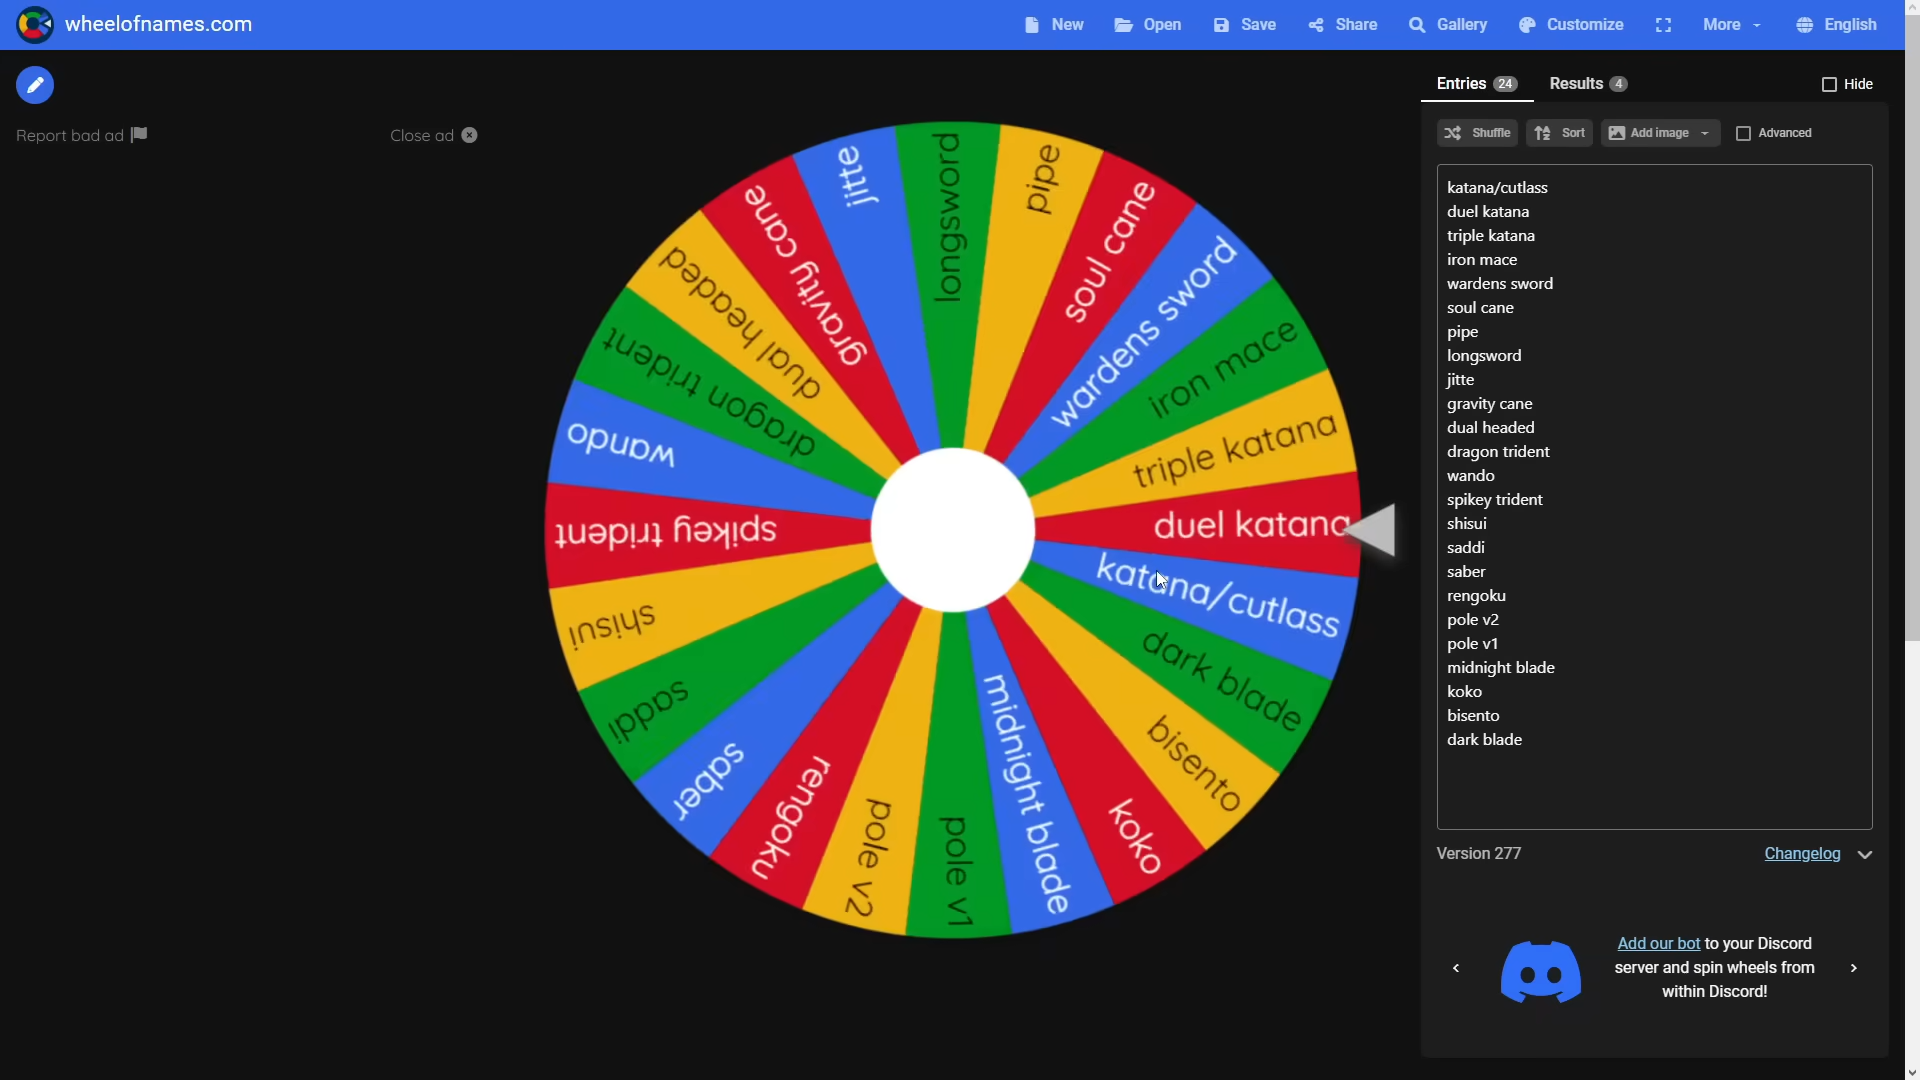 wheelofnames.com
New
Open
Save
Share
Gallery
Customize
More
English
Report bad ad
Close ad
longsword
pipe
soul cane
wardens sword
iron mace
triple katana
duel katana
katana/cutlass
dark blade
bisento
koko
midnight blade
pole v1
pole v2
rengoku
saber
saddi
shisui
spikey trident
wando
dragon trident
dual headed
gravity cane
jitte
Entries 24
Results 4
Hide
Shuffle
Sort
Add image
Advanced
katana/cutlass
duel katana
triple katana
iron mace
wardens sword
soul cane
pipe
longsword
jitte
gravity cane
dual headed
dragon trident
wando
spikey trident
shisui
saddi
saber
rengoku
pole v2
pole v1
midnight blade
koko
bisento
dark blade
Version 277
Changelog
Add our bot to your Discord
server and spin wheels from
within Discord!